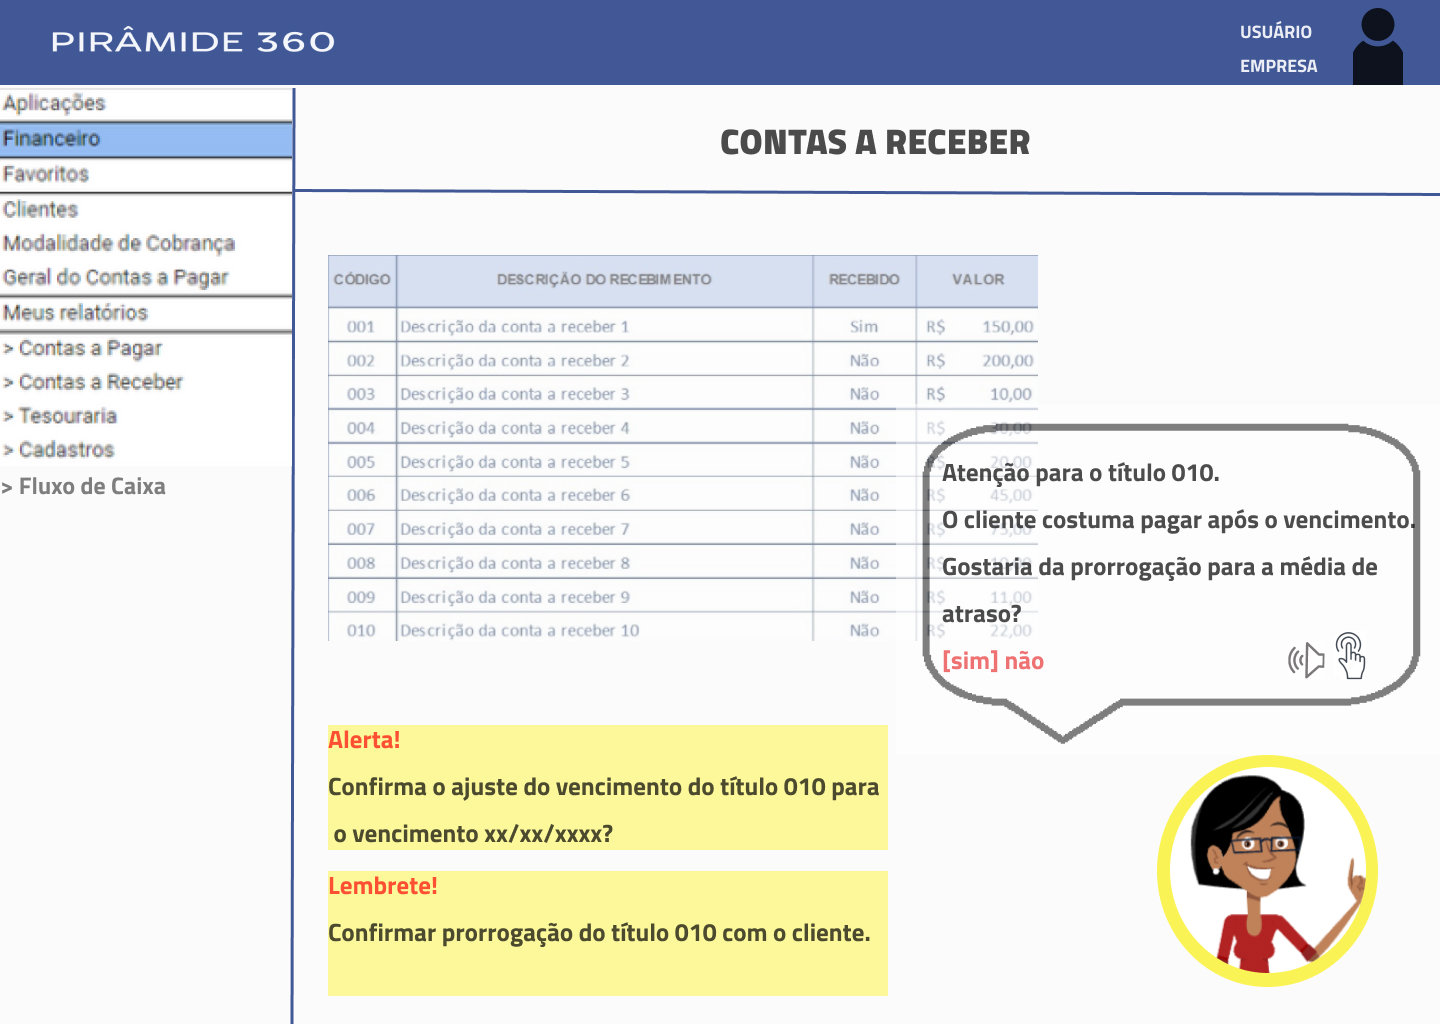 PIRÂMIDE 360
USUÁRIO
EMPRESA
Aplicações
Financeiro
Favoritos
Clientes
Modalidade de Cobrança
Geral do Contas a Pagar
Meus relatórios
> Contas a Pagar
> Contas a Receber
> Tesouraria
> Cadastros
> Fluxo de Caixa
CONTAS A RECEBER
CÓDIGO DESCRIÇÃO DO RECEBIMENTO RECEBIDO VALOR
001 Descrição da conta a receber 1 Sim R$ 150,00
002 Descrição da conta a receber 2 Não R$ 200,00
003 Descrição da conta a receber 3 Não R$ 10,00
004 Descrição da conta a receber 4 Não R$ 30,00
005 Descrição da conta a receber 5 Não R$ 20,00
006 Descrição da conta a receber 6 Não R$ 45,00
007 Descrição da conta a receber 7 Não R$
008 Descrição da conta a receber 8 Não R$
009 Descrição da conta a receber 9 Não R$ 11,00
010 Descrição da conta a receber 10 Não R$ 22,00
Atenção para o título 010.
O cliente costuma pagar após o vencimento.
Gostaria da prorrogação para a média de
atraso?
[sim] não
Alerta!
Confirma o ajuste do vencimento do título 010 para
o vencimento xx/xx/xxxx?
Lembrete!
Confirmar prorrogação do título 010 com o cliente.